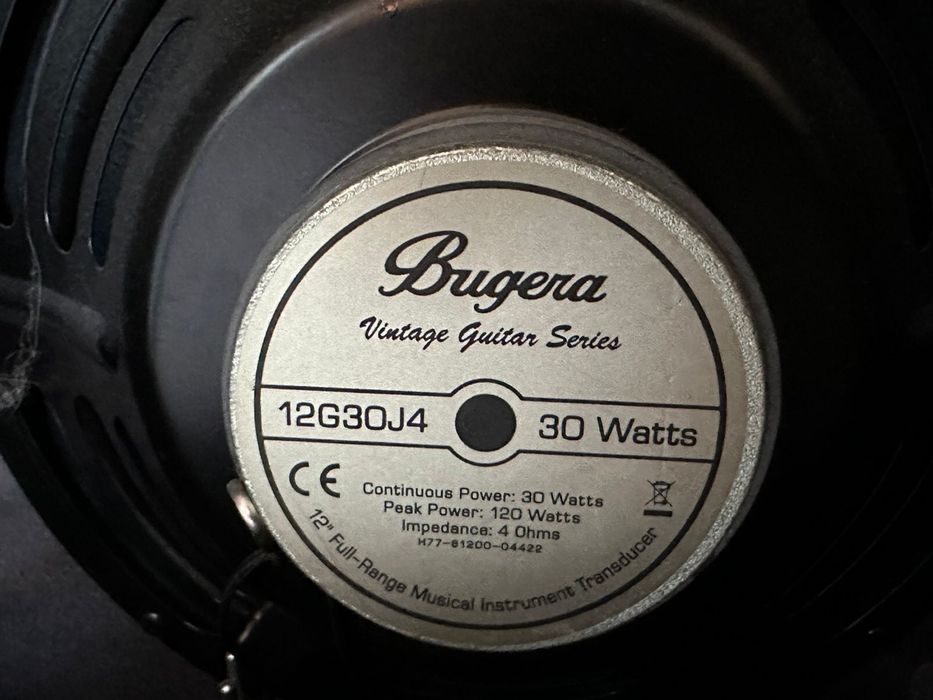 Bugera
Vintage Guitar Series
12G30J4 30 Watts
CE
Continuous Power: 30 Watts
Peak Power: 120 Watts
Impedance: 4 Ohms
H77-61200-04422
12" Full-Range Musical Instrument Transducer